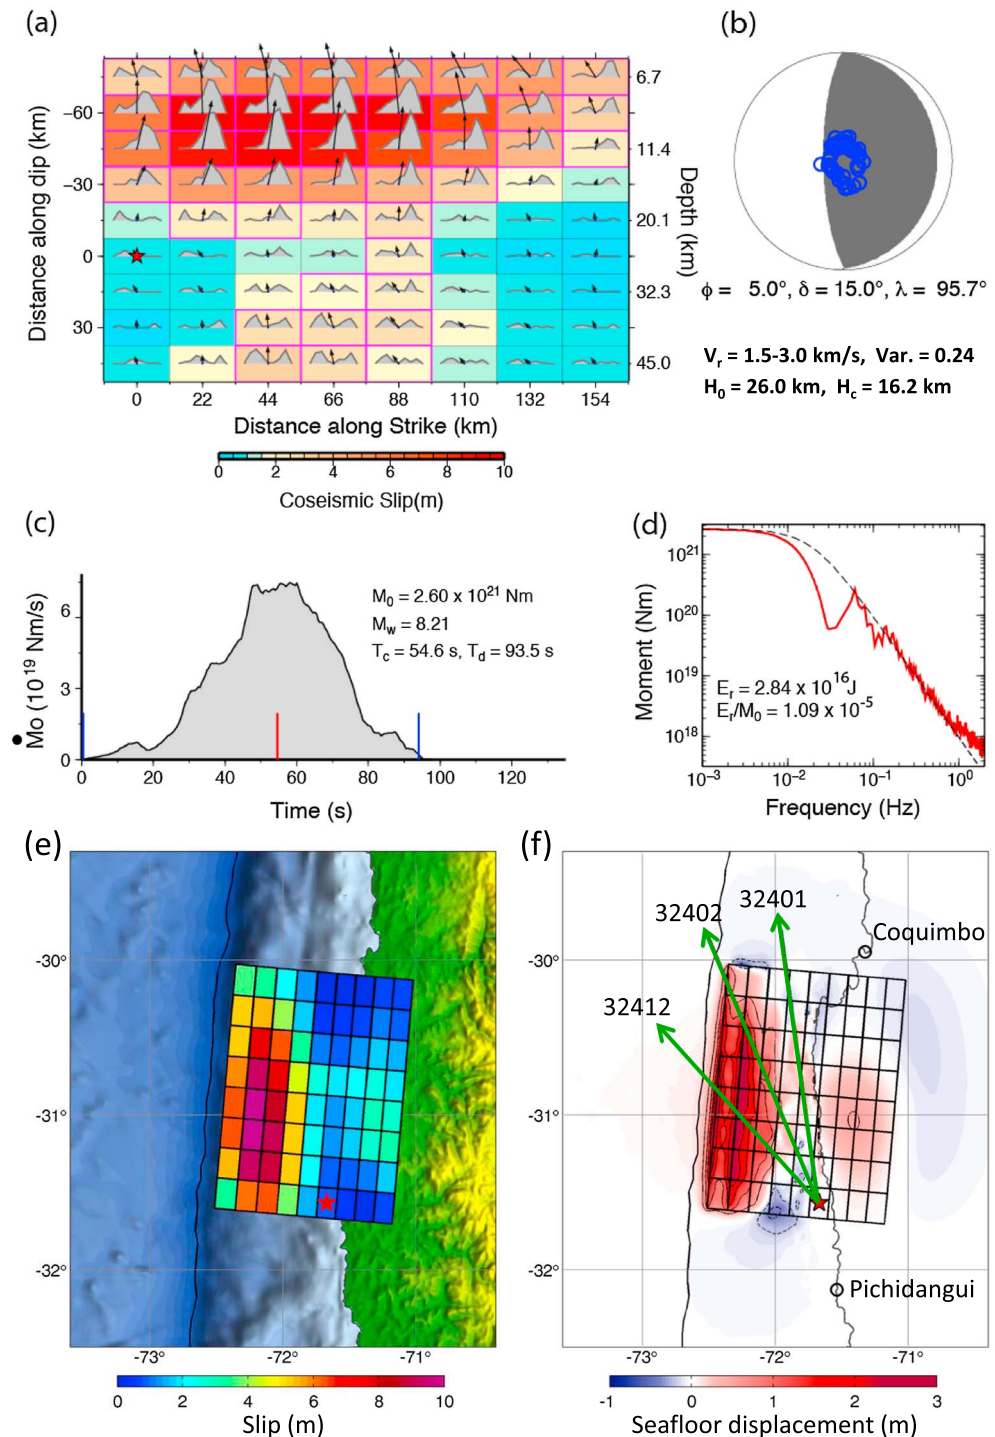 (a)
Distance along dip (km)
−60
−30
0
30
6.7
11.4
20.1
32.3
45.0
Depth (km)
0 22 44 66 88 110 132 154
Distance along Strike (km)
0 2 4 6 8 10
Coseismic Slip(m)
(b)
ϕ = 5.0°, δ = 15.0°, λ = 95.7°
Vr = 1.5-3.0 km/s, Var. = 0.24
H0 = 26.0 km, Hc = 16.2 km
(c)
Ṁo (10^19 Nm/s)
6
3
0
M0 = 2.60 x 10^21 Nm
Mw = 8.21
Tc = 54.6 s, Td = 93.5 s
0 20 40 60 80 100 120
Time (s)
(d)
Moment (Nm)
10^21
10^20
10^19
10^18
Er = 2.84 x 10^16J
Er/M0 = 1.09 x 10^-5
10^−3 10^−2 10^−1 10^0
Frequency (Hz)
(e)
-30°
-31°
-32°
-73° -72° -71°
0 2 4 6 8 10
Slip (m)
(f)
32402 32401
32412
Coquimbo
Pichidangui
-30°
-31°
-32°
-73° -72° -71°
-1 0 1 2 3
Seafloor displacement (m)